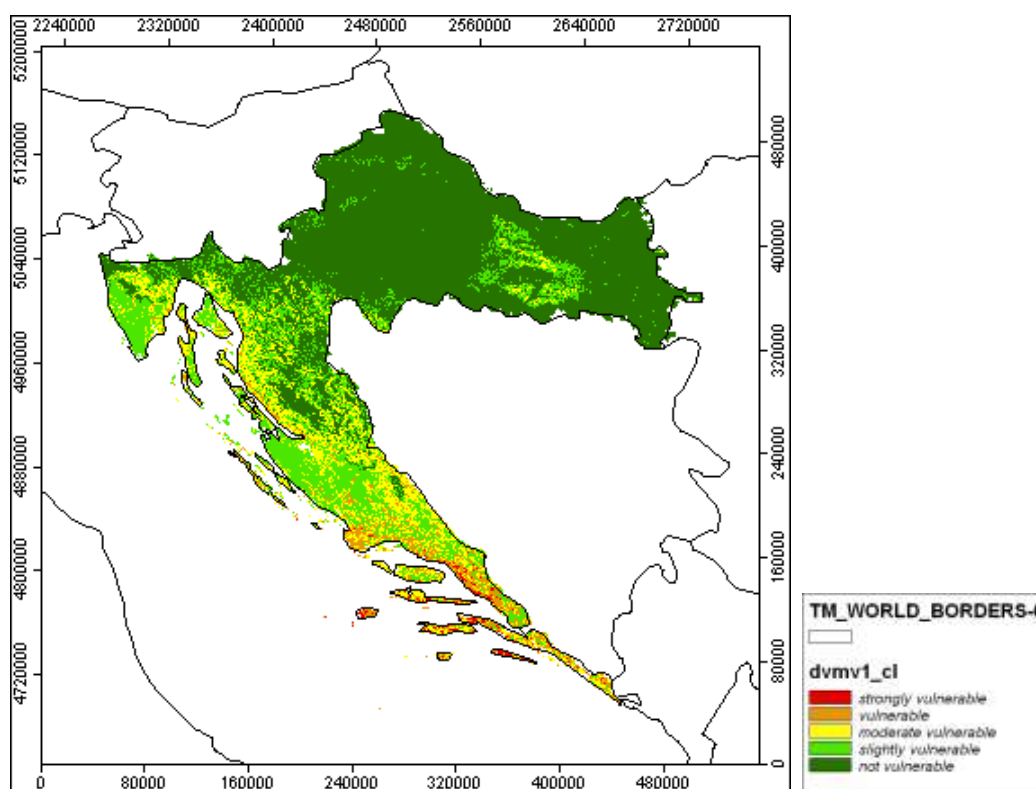 2240000 2320000 2400000 2480000 2560000 2640000 2720000
5200000
5120000
5040000
4960000
4880000
4800000
4720000
480000
400000
320000
240000
160000
80000
0
0 80000 160000 240000 320000 400000 480000
TM_WORLD_BORDERS-
dvmv1_cl
strongly vulnerable
vulnerable
moderate vulnerable
slightly vulnerable
not vulnerable